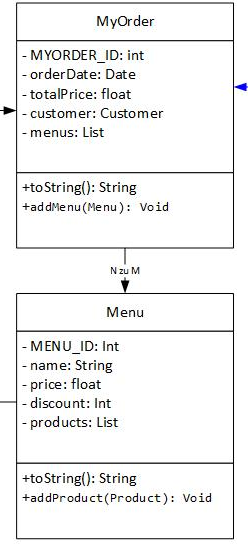 MyOrder
- MYORDER_ID: int
- orderDate: Date
- totalPrice: float
- customer: Customer
- menus: List
+toString(): String
+addMenu(Menu): Void
N zu M
Menu
- MENU_ID: Int
- name: String
- price: float
- discount: Int
- products: List
+toString(): String
+addProduct(Product): Void